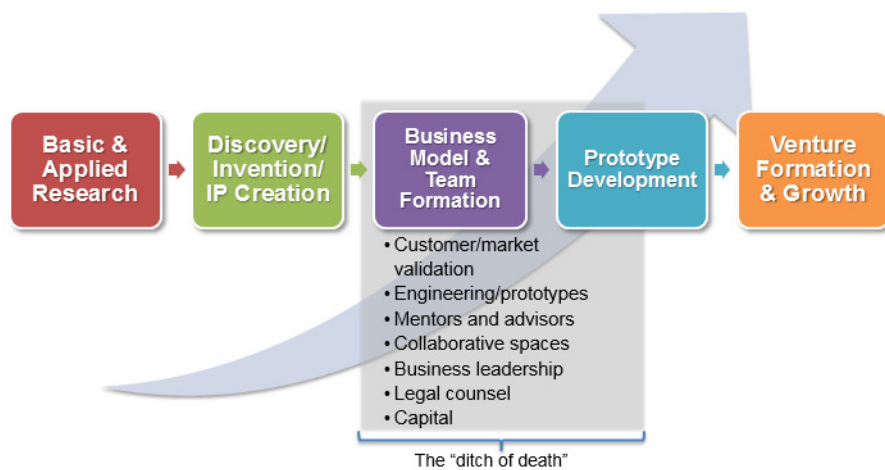 Basic &
Applied
Research
Discovery/
Invention/
IP Creation
Business
Model &
Team
Formation
Prototype
Development
Venture
Formation
& Growth
• Customer/market
validation
• Engineering/prototypes
• Mentors and advisors
• Collaborative spaces
• Business leadership
• Legal counsel
• Capital
The “ditch of death”